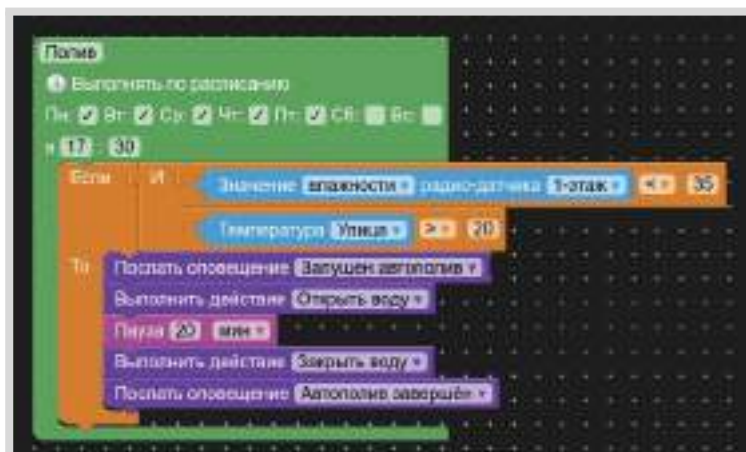 Полив
Выполнять по расписанию
Пн: Вт: Ср: Чт: Пт: Сб: Вс:
в 17 : 30
Если И Значение влажности радио-датчика 1-этаж < 35
Температура Улица > 20
То Послать оповещение Запущен автополив
Выполнить действие Открыть воду
Пауза 20 мин
Выполнить действие Закрыть воду
Послать оповещение Автополив завершён